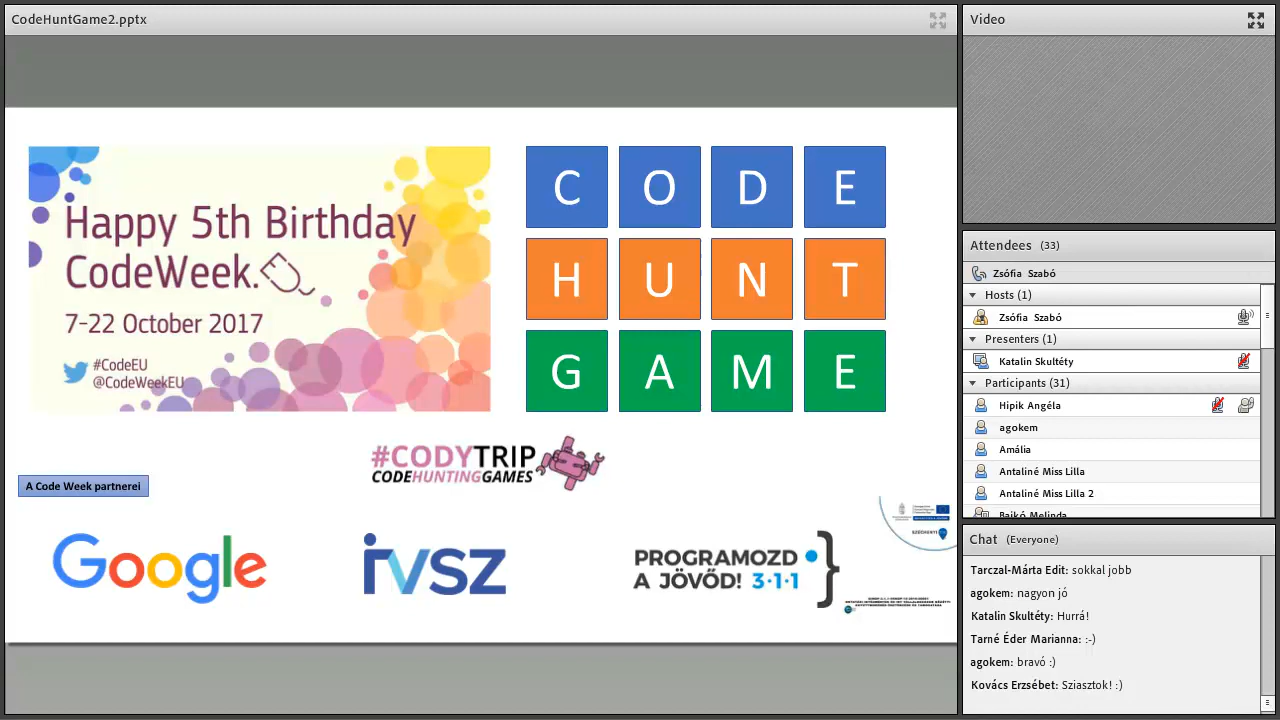 CodeHuntGame2.pptx
Happy 5th Birthday
CodeWeek.
7-22 October 2017
#CodeEU
@CodeWeekEU
C O D E
H U N T
G A M E
#CODYTRIP
CODEHUNTINGGAMES
A Code Week partnerei
Google
IVSZ
PROGRAMOZD
A JÖVŐD! 3·1·1
SZÉCHENYI
Video
Attendees (33)
Zsófia Szabó
Hosts (1)
Zsófia Szabó
Presenters (1)
Katalin Skultéty
Participants (31)
Hipik Angéla
agokem
Amália
Antaliné Miss Lilla
Antaliné Miss Lilla 2
Bajkó Melinda
Chat (Everyone)
Tarczal-Márta Edit: sokkal jobb
agokem: nagyon jó
Katalin Skultéty: Hurrá!
Tarné Éder Marianna: :-)
agokem: bravó :)
Kovács Erzsébet: Sziasztok! :)